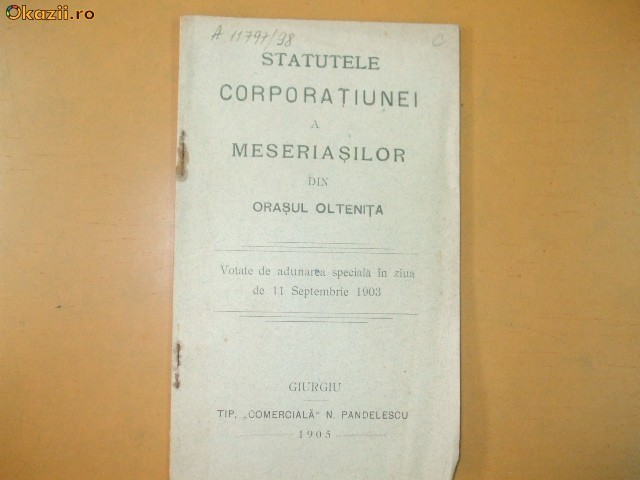 Okazii.ro
A 11797/38
C
STATUTELE
CORPORAȚIUNEI
A
MESERIAȘILOR
DIN
ORAȘUL OLTENIȚA
Votate de adunarea specială în ziua
de 11 Septembrie 1903
GIURGIU
TIP. „COMERCIALĂ" N. PANDELESCU
1905